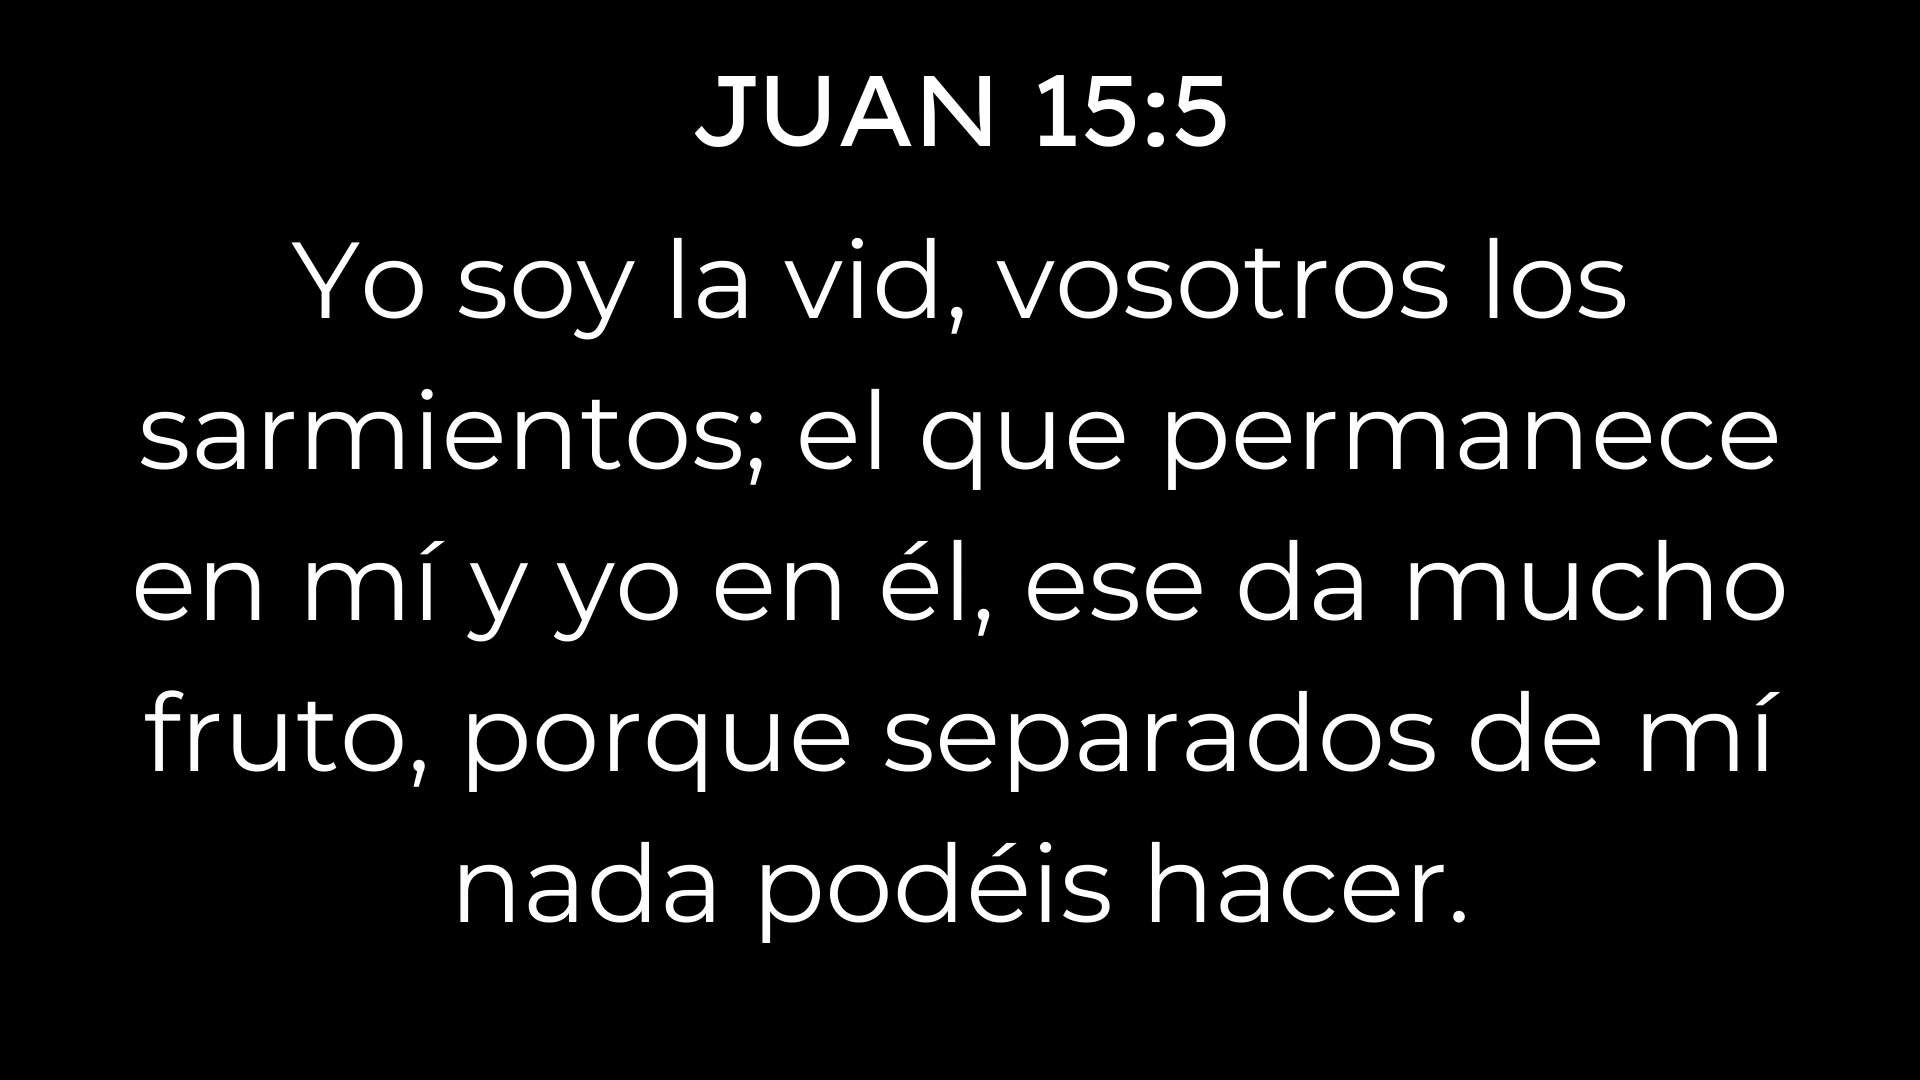 JUAN 15:5
Yo soy la vid, vosotros los
sarmientos; el que permanece
en mí y yo en él, ese da mucho
fruto, porque separados de mí
nada podéis hacer.